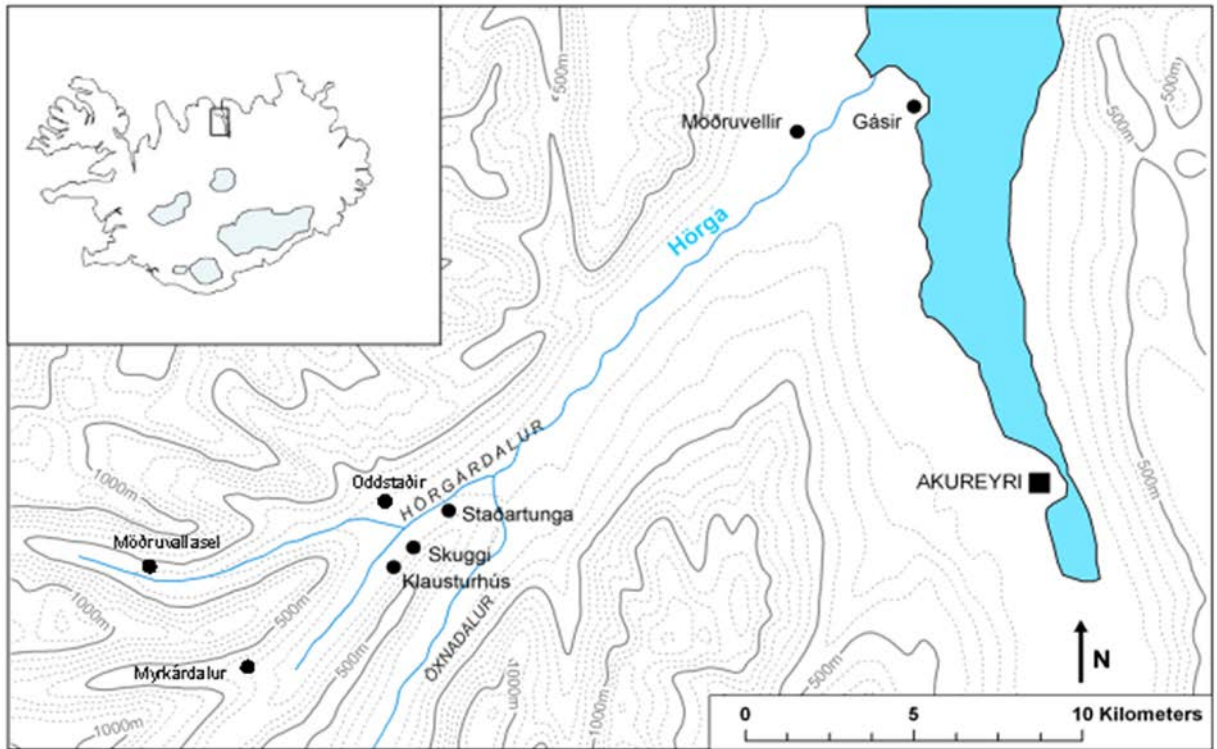 500m
500m
500m
Möðruvellir
Gásir
Hörga
1000m
Oddstaðir
HÖRGÁRDALUR
Staðartunga
AKUREYRI
Möðruvallasel
Skuggi
Klausturhús
500m
1000m
500m
500m
ÖXNADALUR
Myrkárdalur
1000m
1000m
1000m
500m
N
0 5 10 Kilometers